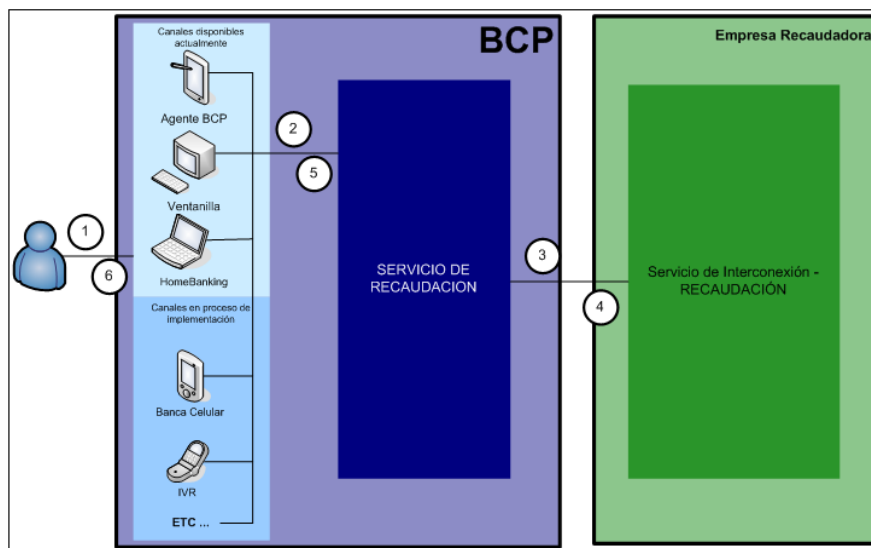 Canales disponibles
actualmente
BCP
Empresa Recaudadora
Agente BCP
2
5
Ventanilla
1
6
HomeBanking
SERVICIO DE
RECAUDACION
3
4
Servicio de Interconexión -
RECAUDACIÓN
Canales en proceso de
implementación
Banca Celular
IVR
ETC ...